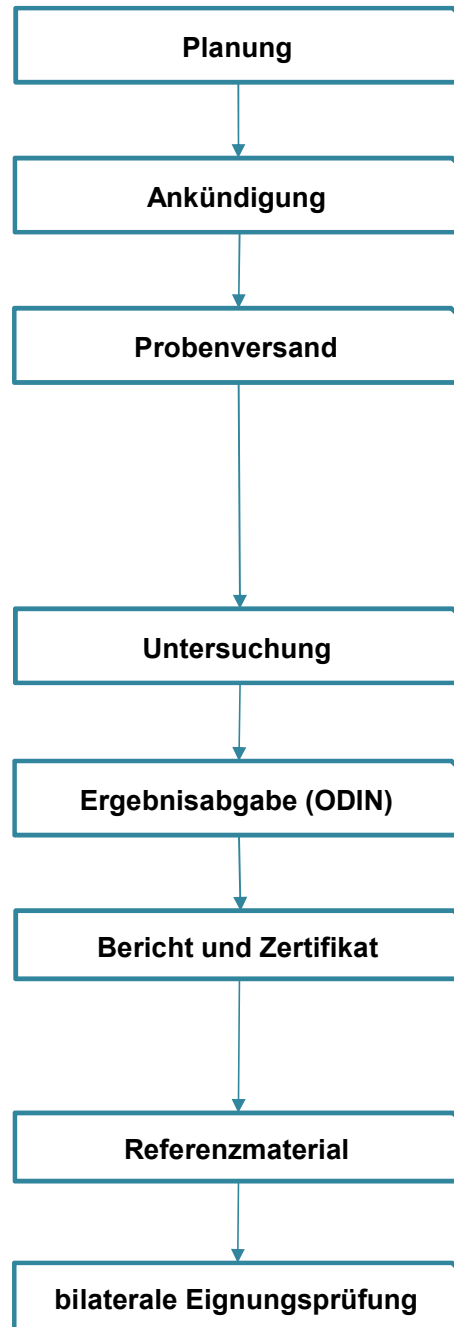 Planung
Ankündigung
Probenversand
Untersuchung
Ergebnisabgabe (ODIN)
Bericht und Zertifikat
Referenzmaterial
bilaterale Eignungsprüfung